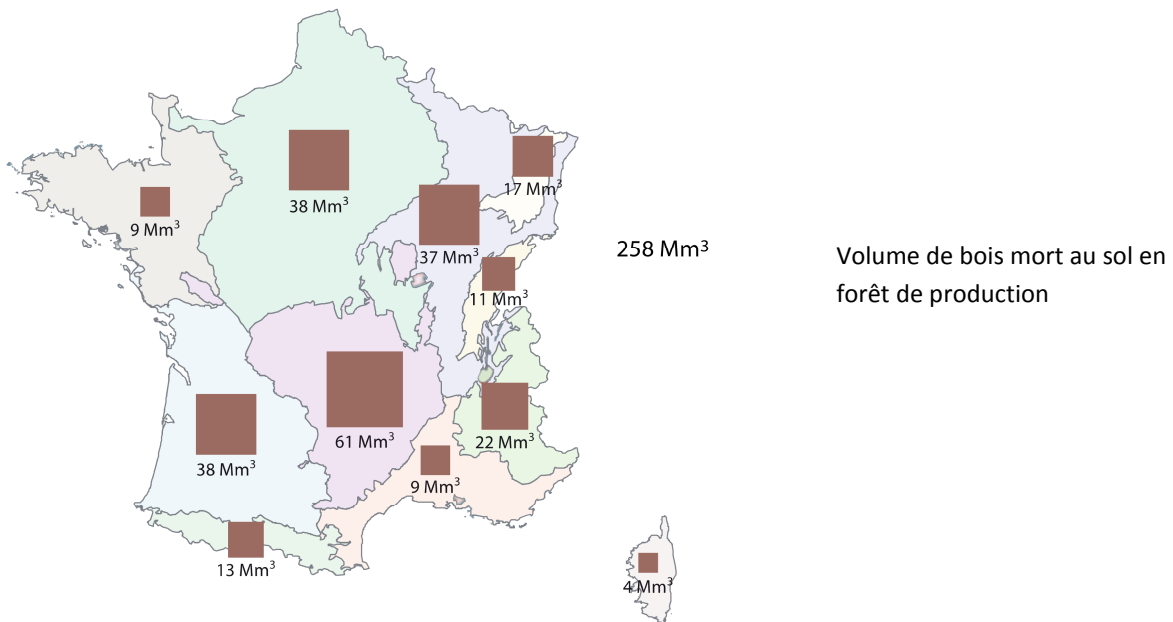 38 Mm³
17 Mm³
9 Mm³
37 Mm³
258 Mm³
Volume de bois mort au sol en
forêt de production
11 Mm³
61 Mm³
22 Mm³
38 Mm³
9 Mm³
13 Mm³
4 Mm³